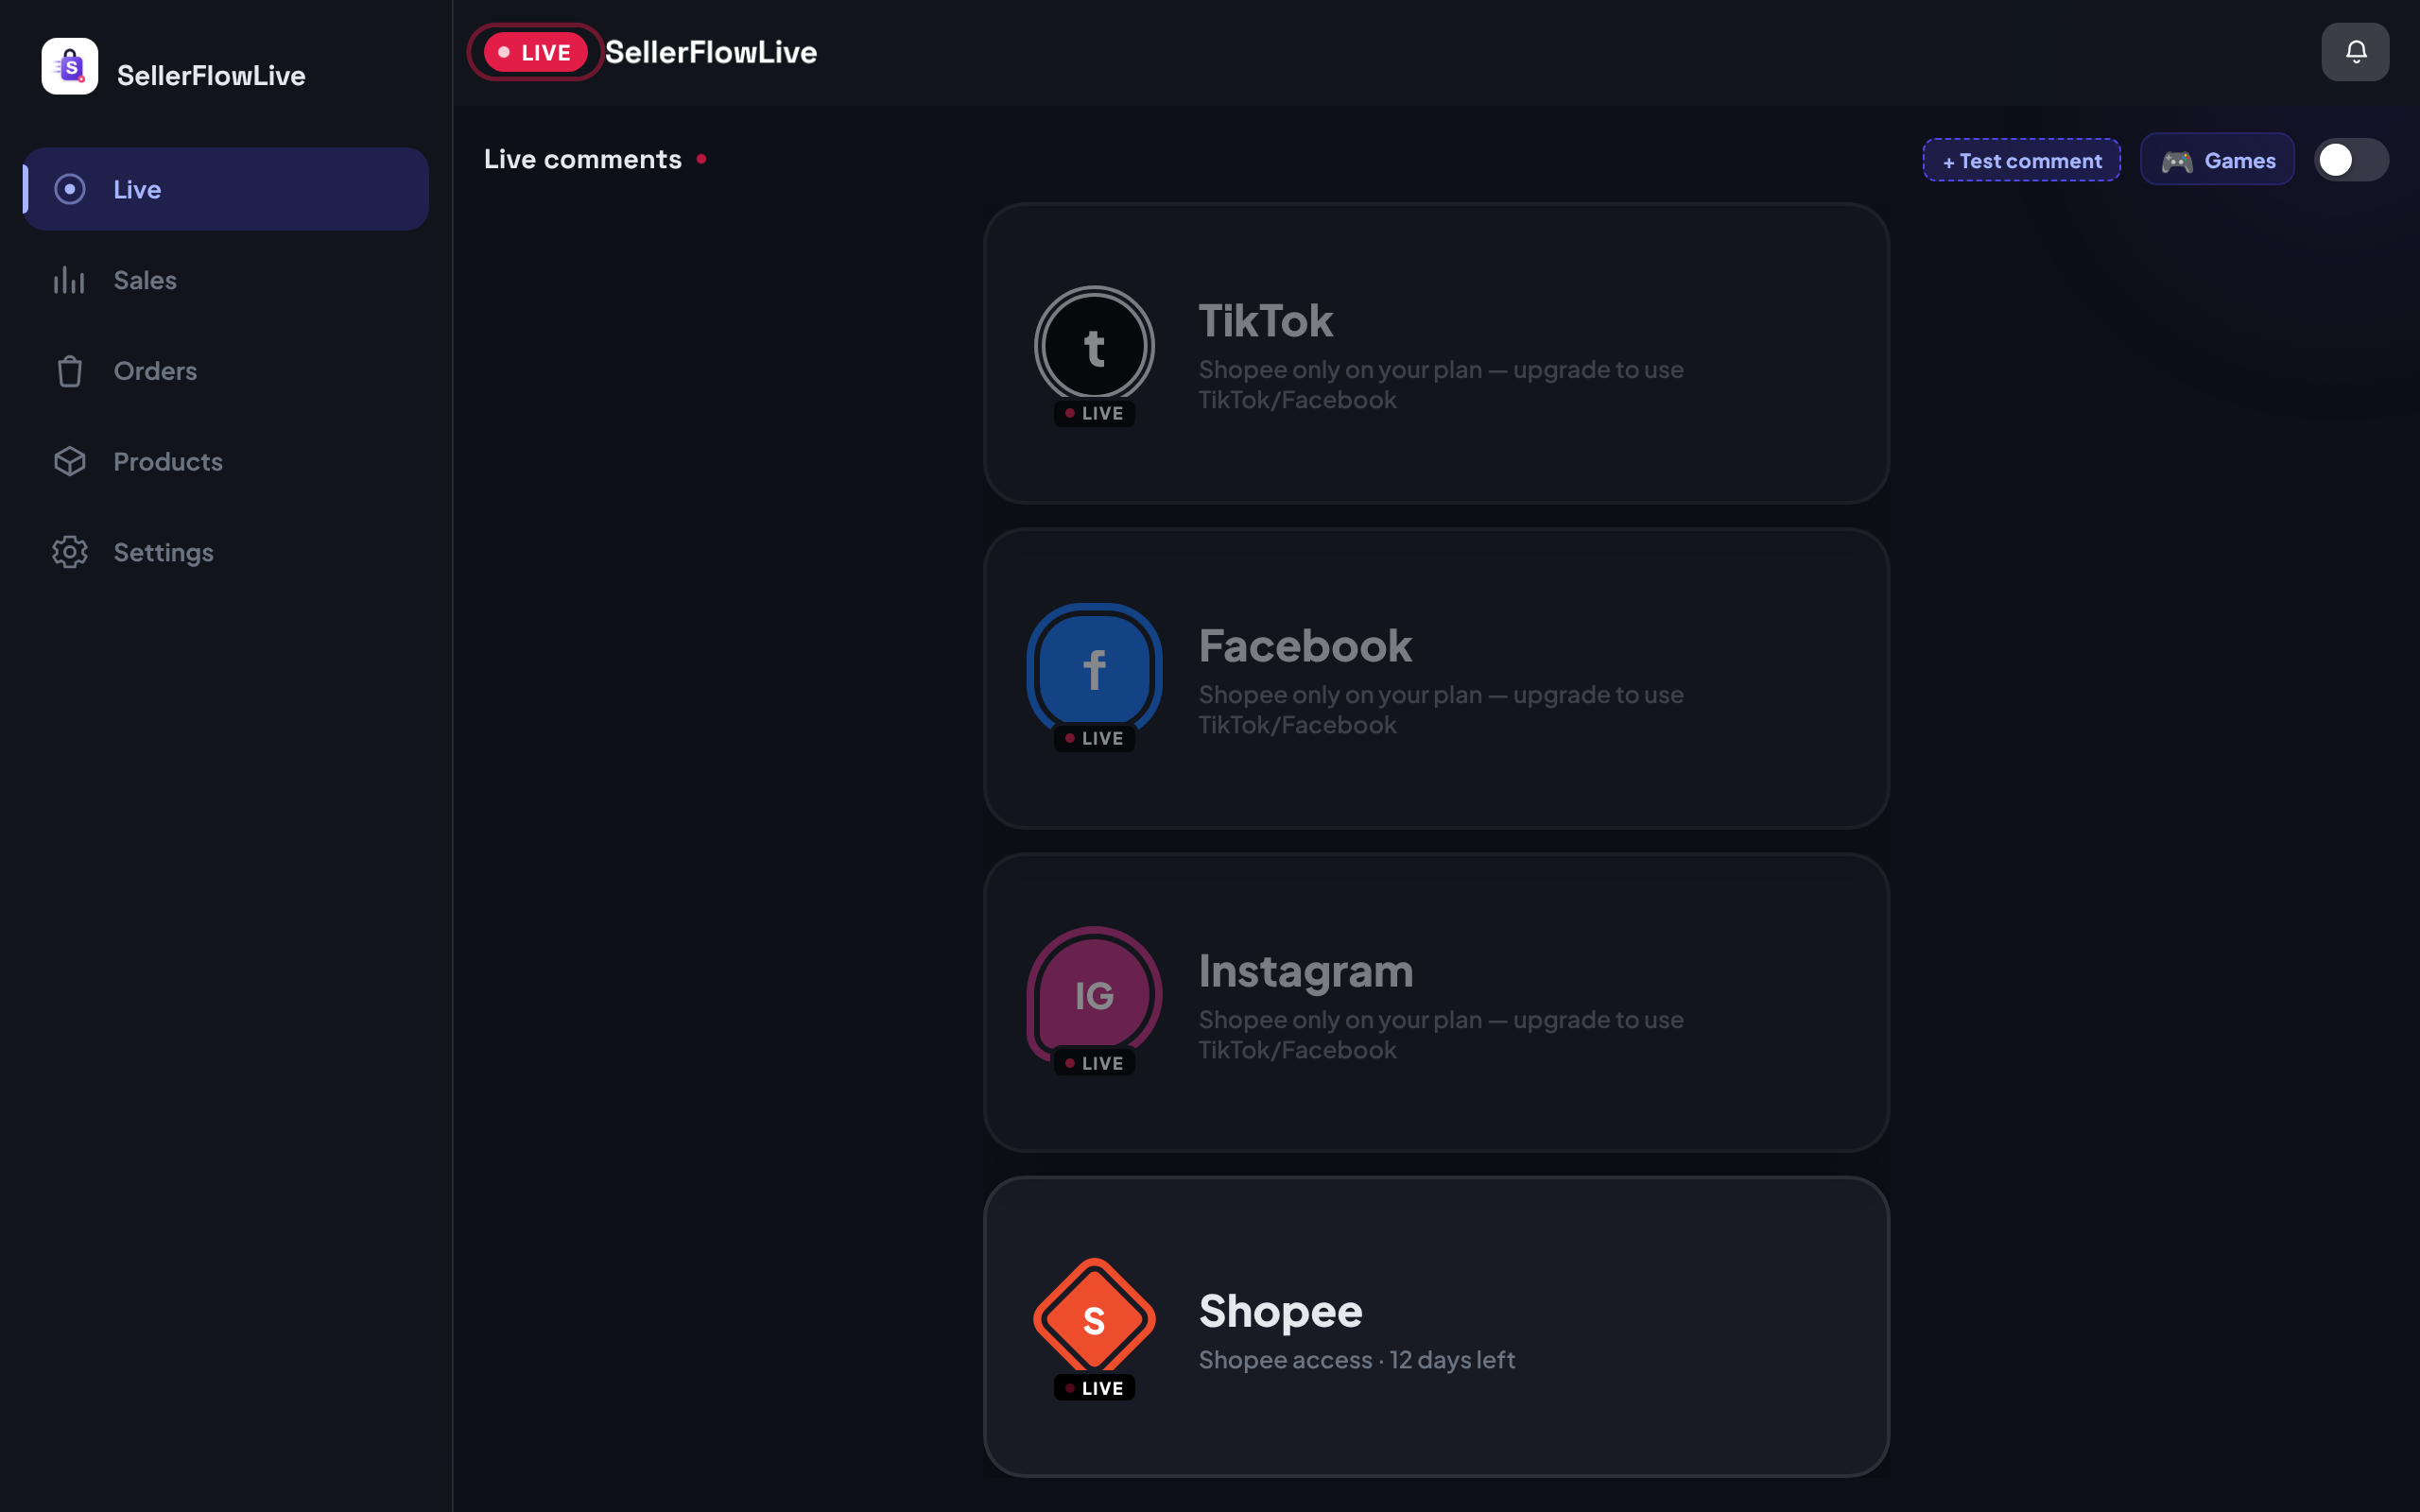 S
SellerFlowLive
Live
Sales
Orders
Products
Settings
LIVE
SellerFlowLive
Live comments
+ Test comment
Games
t
LIVE
TikTok
Shopee only on your plan — upgrade to use
TikTok/Facebook
f
LIVE
Facebook
Shopee only on your plan — upgrade to use
TikTok/Facebook
IG
LIVE
Instagram
Shopee only on your plan — upgrade to use
TikTok/Facebook
S
LIVE
Shopee
Shopee access · 12 days left